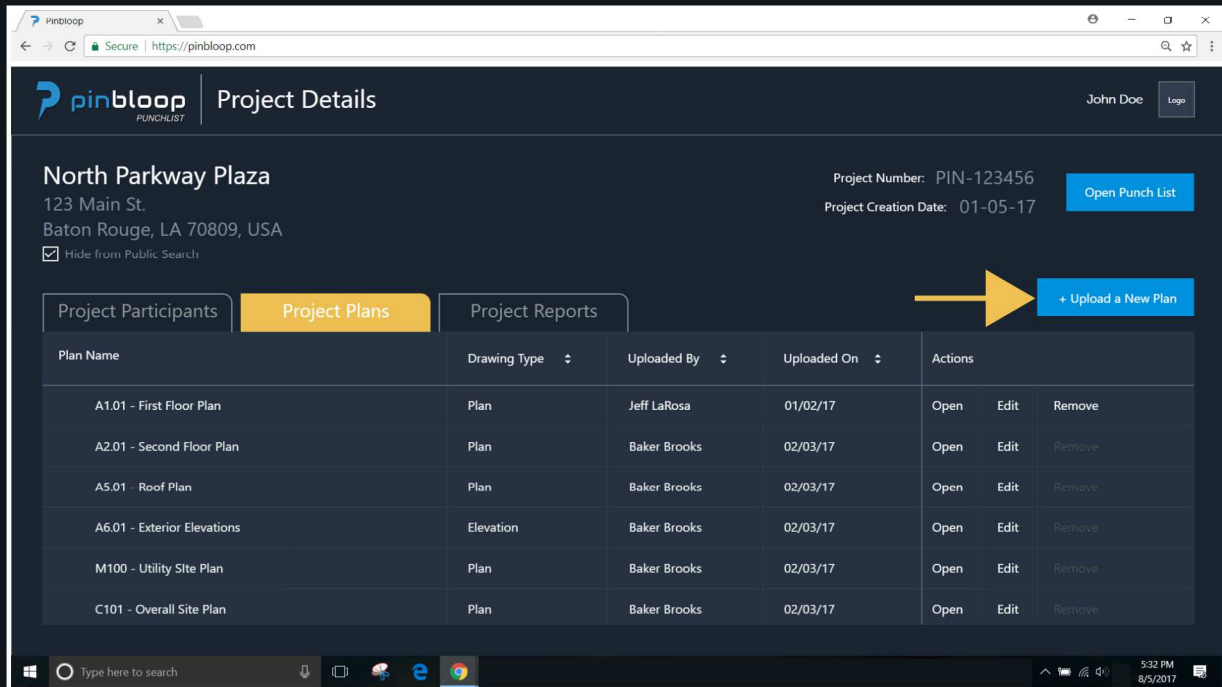 Pinbloop
Secure | https://pinbloop.com
pinbloop
PUNCHLIST
Project Details
John Doe
Logo
North Parkway Plaza
123 Main St.
Baton Rouge, LA 70809, USA
Hide from Public Search
Project Number: PIN-123456
Project Creation Date: 01-05-17
Open Punch List
+ Upload a New Plan
Project Participants Project Plans Project Reports
Plan Name Drawing Type Uploaded By Uploaded On Actions
A1.01 - First Floor Plan Plan Jeff LaRosa 01/02/17 Open Edit Remove
A2.01 - Second Floor Plan Plan Baker Brooks 02/03/17 Open Edit Remove
A5.01 - Roof Plan Plan Baker Brooks 02/03/17 Open Edit Remove
A6.01 - Exterior Elevations Elevation Baker Brooks 02/03/17 Open Edit Remove
M100 - Utility SIte Plan Plan Baker Brooks 02/03/17 Open Edit Remove
C101 - Overall Site Plan Plan Baker Brooks 02/03/17 Open Edit Remove
Type here to search
5:32 PM
8/5/2017